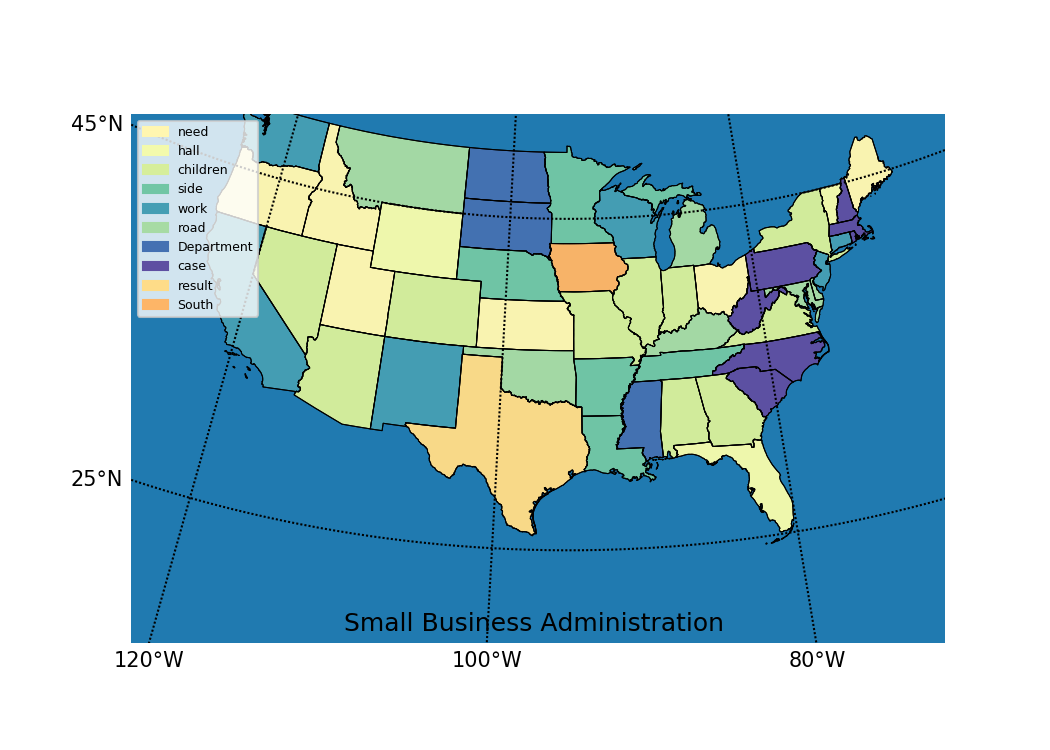 45°N
need
hall
children
side
work
road
Department
case
result
South
25°N
Small Business Administration
120°W
100°W
80°W